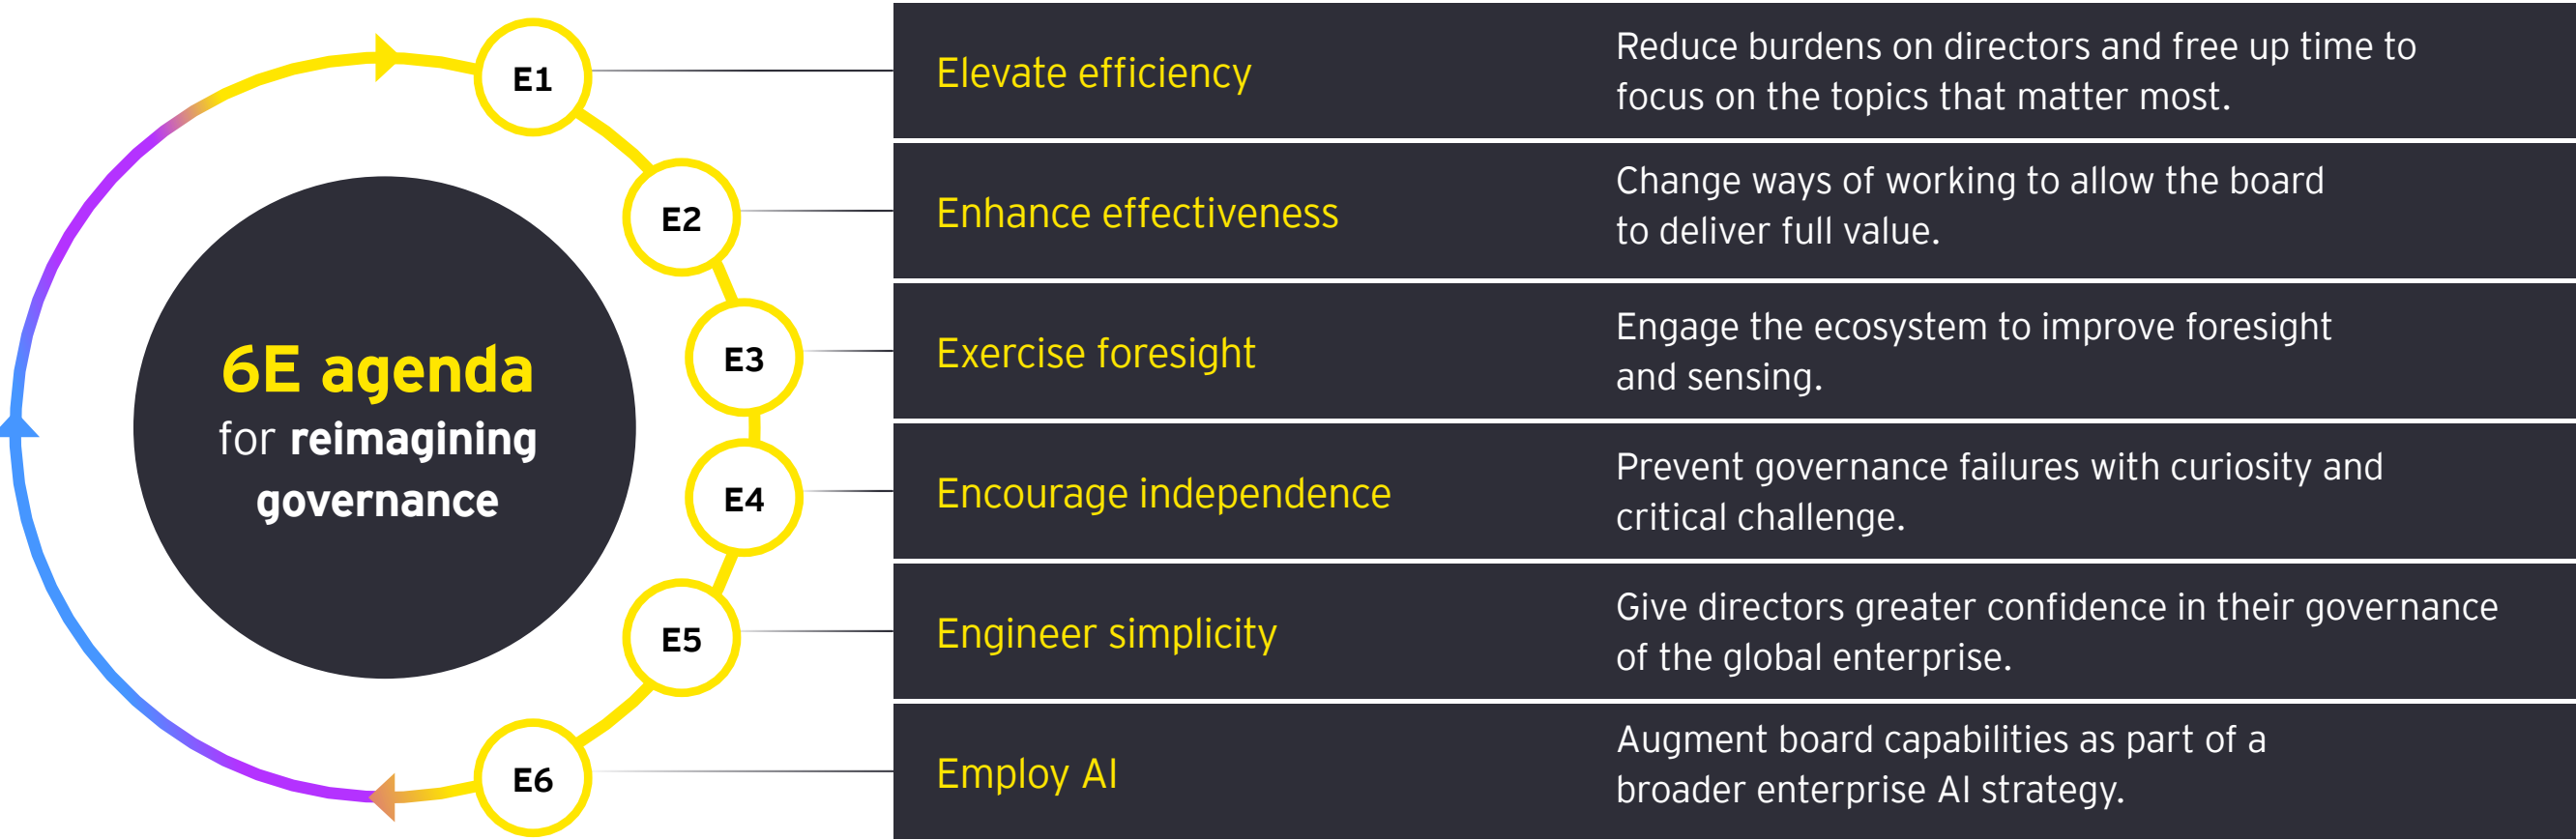 6E agenda
for reimagining
governance
E1
Elevate efficiency
Reduce burdens on directors and free up time to
focus on the topics that matter most.
E2
Enhance effectiveness
Change ways of working to allow the board
to deliver full value.
E3
Exercise foresight
Engage the ecosystem to improve foresight
and sensing.
E4
Encourage independence
Prevent governance failures with curiosity and
critical challenge.
E5
Engineer simplicity
Give directors greater confidence in their governance
of the global enterprise.
E6
Employ AI
Augment board capabilities as part of a
broader enterprise AI strategy.